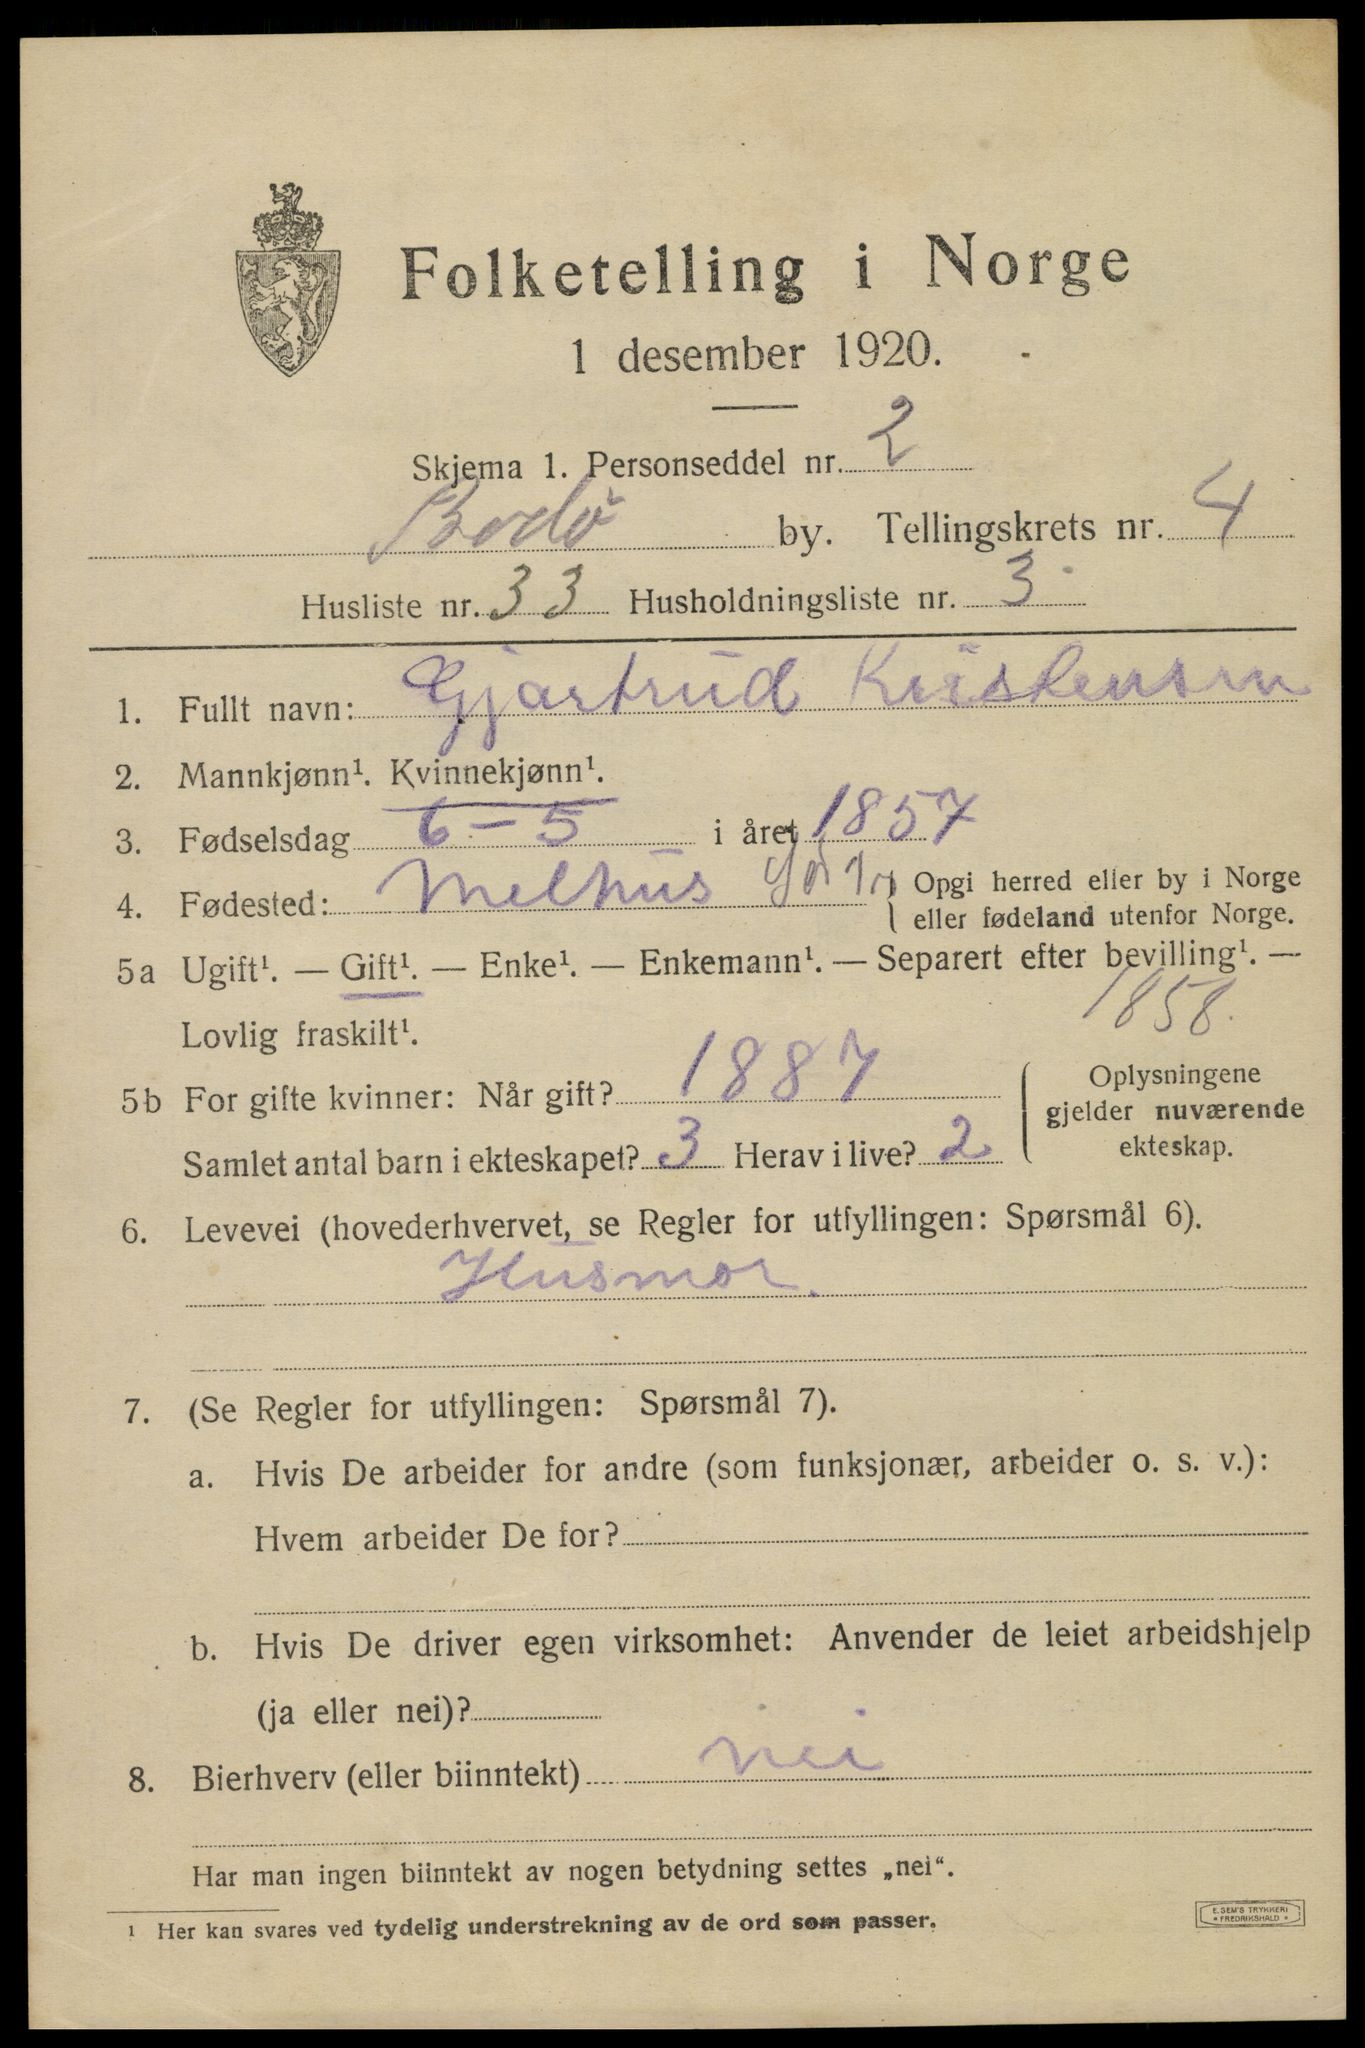 Folketelling i Norge
1 desember 1920.
Skjema 1. Personseddel nr. 2
Bodö by. Tellingskrets nr. 4
Husliste nr. 33 Husholdningsliste nr. 3
1. Fullt navn: Gjartrud Kristensen
2. Mannkjønn¹. Kvinnekjønn¹.
3. Fødselsdag 6 – 5 i året 1857
4. Fødested: Melhus { Opgi herred eller by i Norge
eller fødeland utenfor Norge.
5a Ugift¹. — Gift¹. — Enke¹. — Enkemann¹. — Separert efter bevilling¹. —
Lovlig fraskilt¹.
1858.
5b For gifte kvinner: Når gift? 1887
Samlet antal barn i ekteskapet? 3 Herav i live? 2
{ Oplysningene
gjelder nuværende
ekteskap.
6. Levevei (hovederhvervet, se Regler for utfyllingen: Spørsmål 6).
Husmor.
7. (Se Regler for utfyllingen: Spørsmål 7).
a. Hvis De arbeider for andre (som funksjonær, arbeider o. s. v.):
Hvem arbeider De for?
b. Hvis De driver egen virksomhet: Anvender de leiet arbeidshjelp
(ja eller nei)?
8. Bierhverv (eller biinntekt) nei
Har man ingen biinntekt av nogen betydning settes „nei“.
¹ Her kan svares ved tydelig understrekning av de ord som passer.
E. SEM'S TRYKKERI
* FREDRIKSHALD *